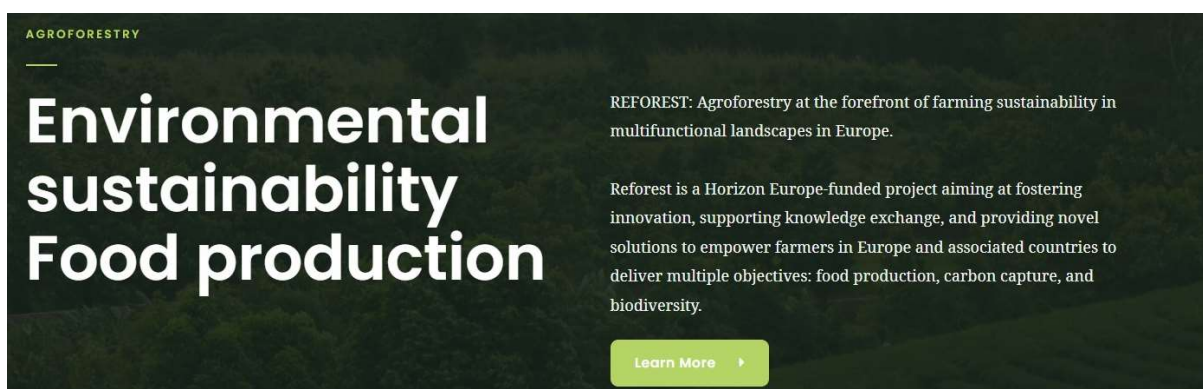 AGROFORESTRY
Environmental
sustainability
Food production
REFOREST: Agroforestry at the forefront of farming sustainability in
multifunctional landscapes in Europe.
Reforest is a Horizon Europe-funded project aiming at fostering
innovation, supporting knowledge exchange, and providing novel
solutions to empower farmers in Europe and associated countries to
deliver multiple objectives: food production, carbon capture, and
biodiversity.
Learn More